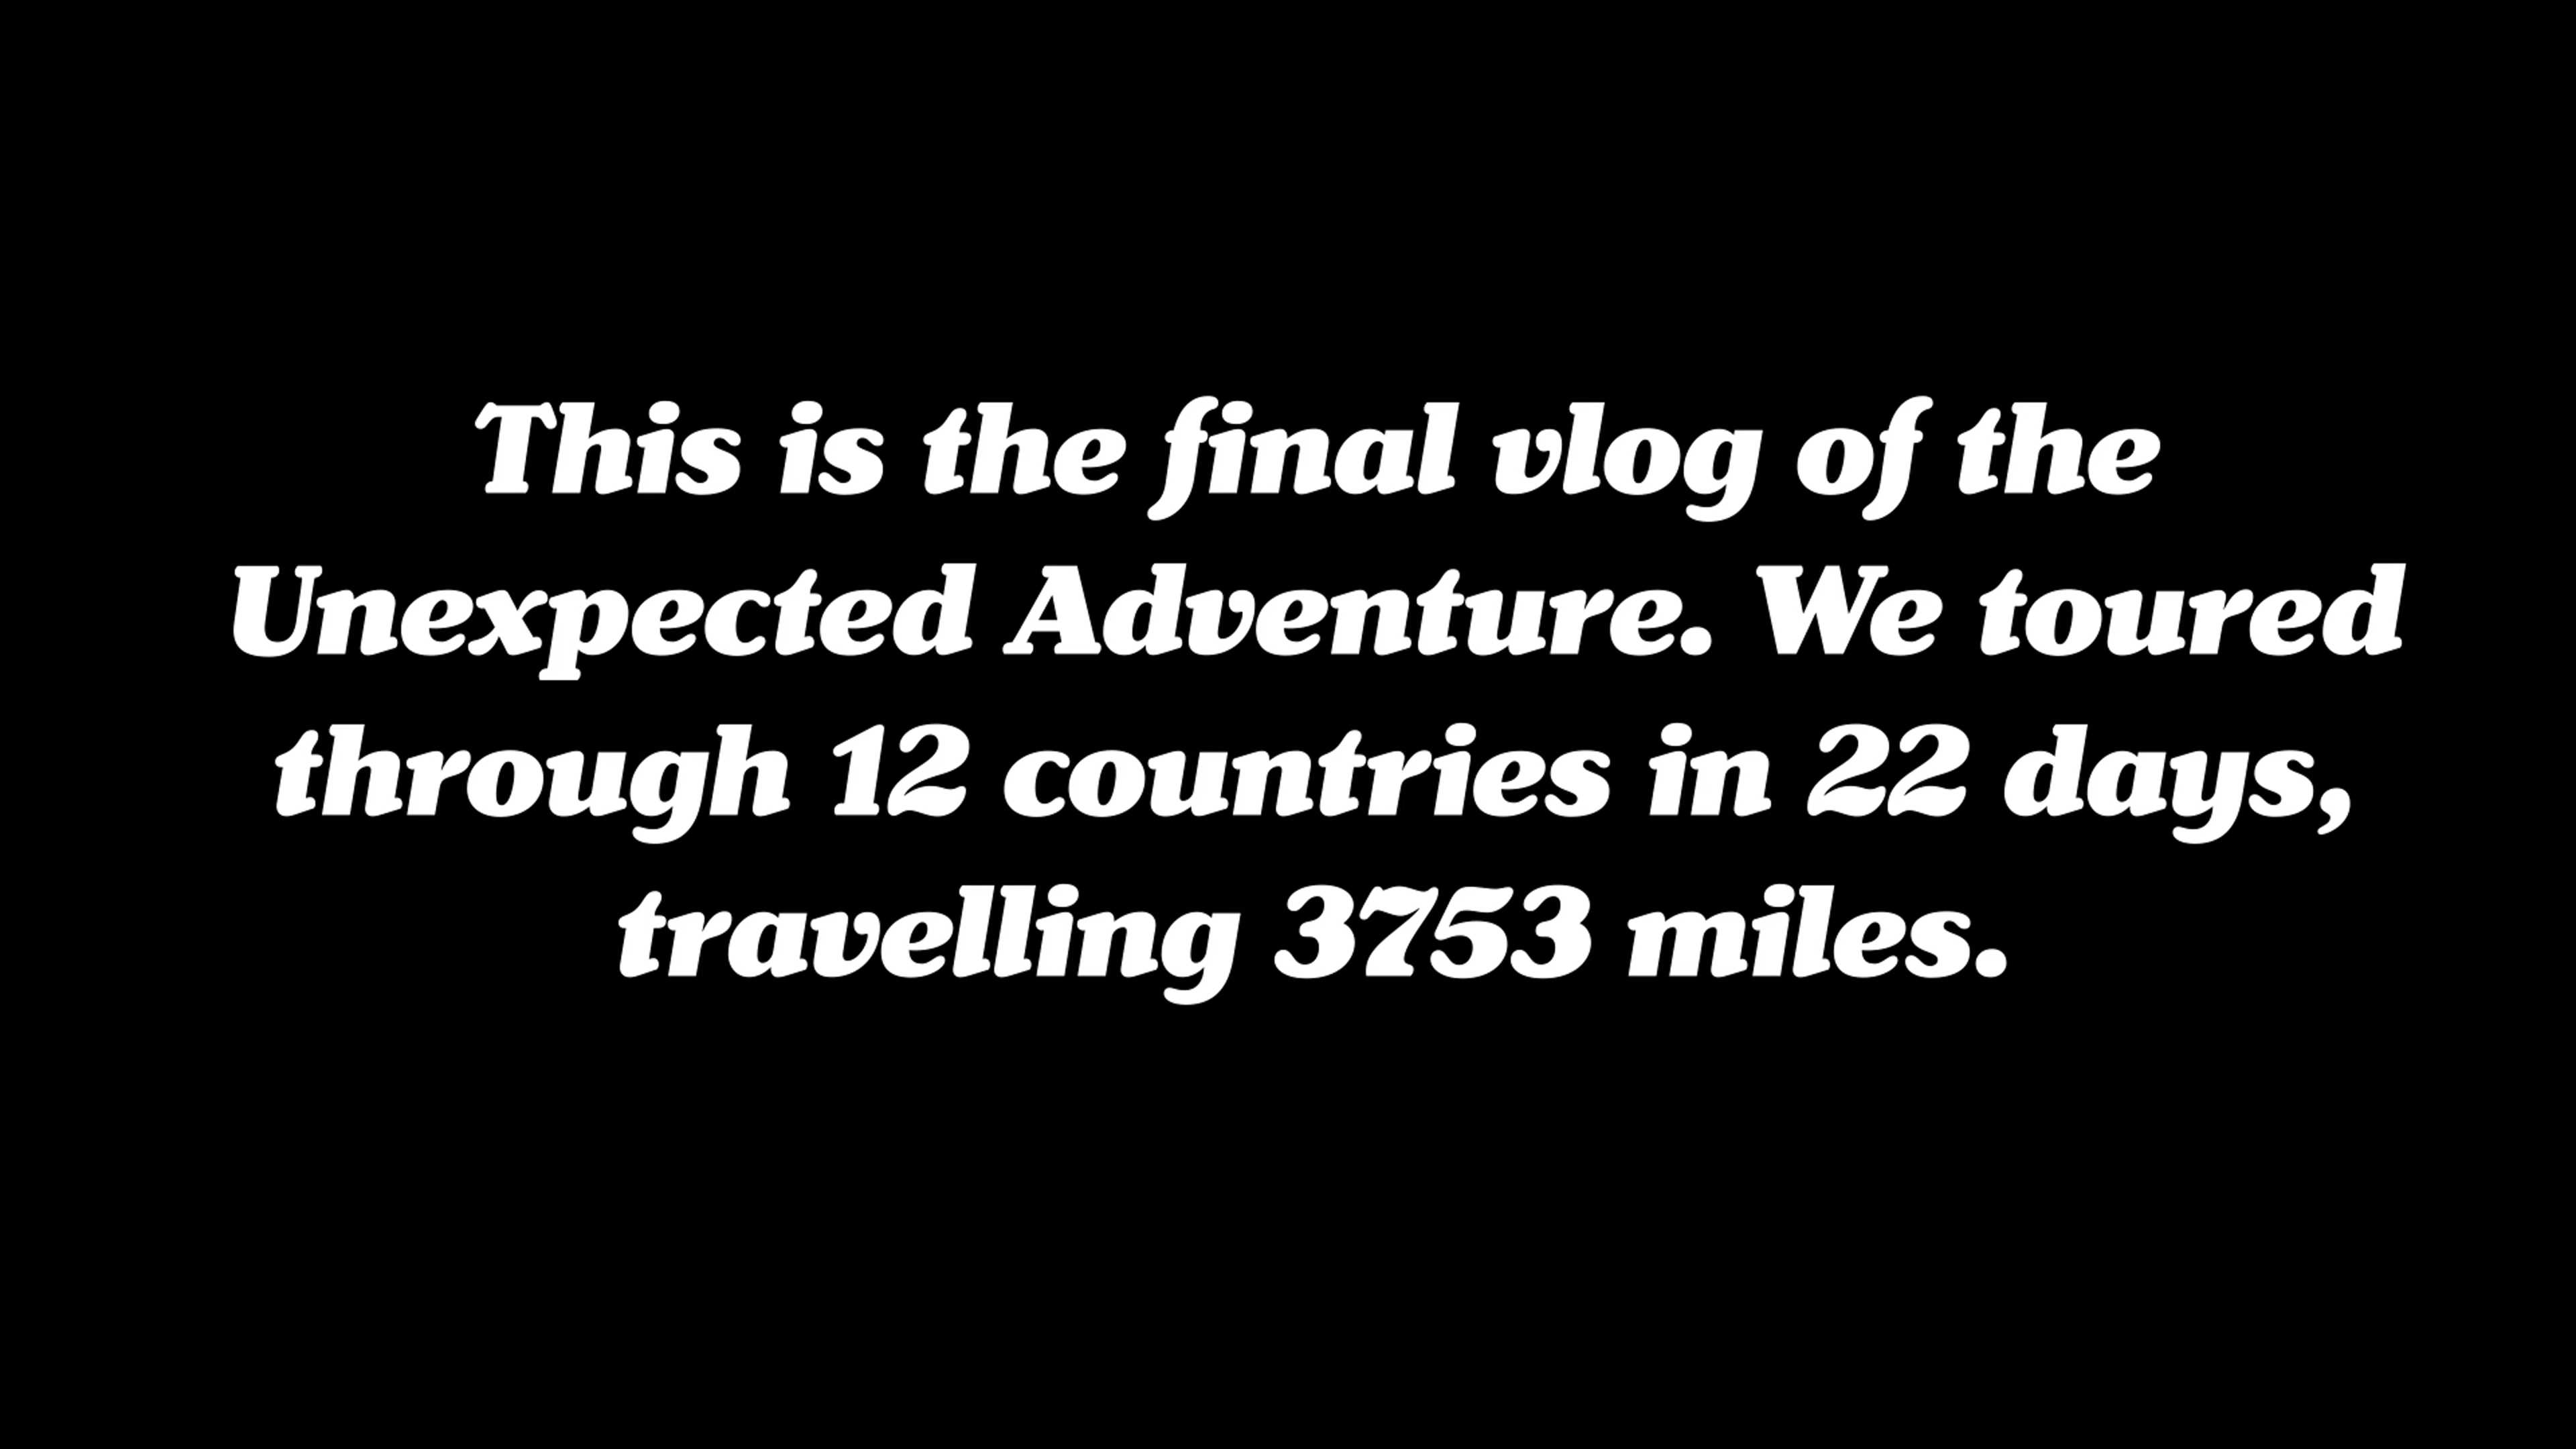 This is the final vlog of the
Unexpected Adventure. We toured
through 12 countries in 22 days,
travelling 3753 miles.